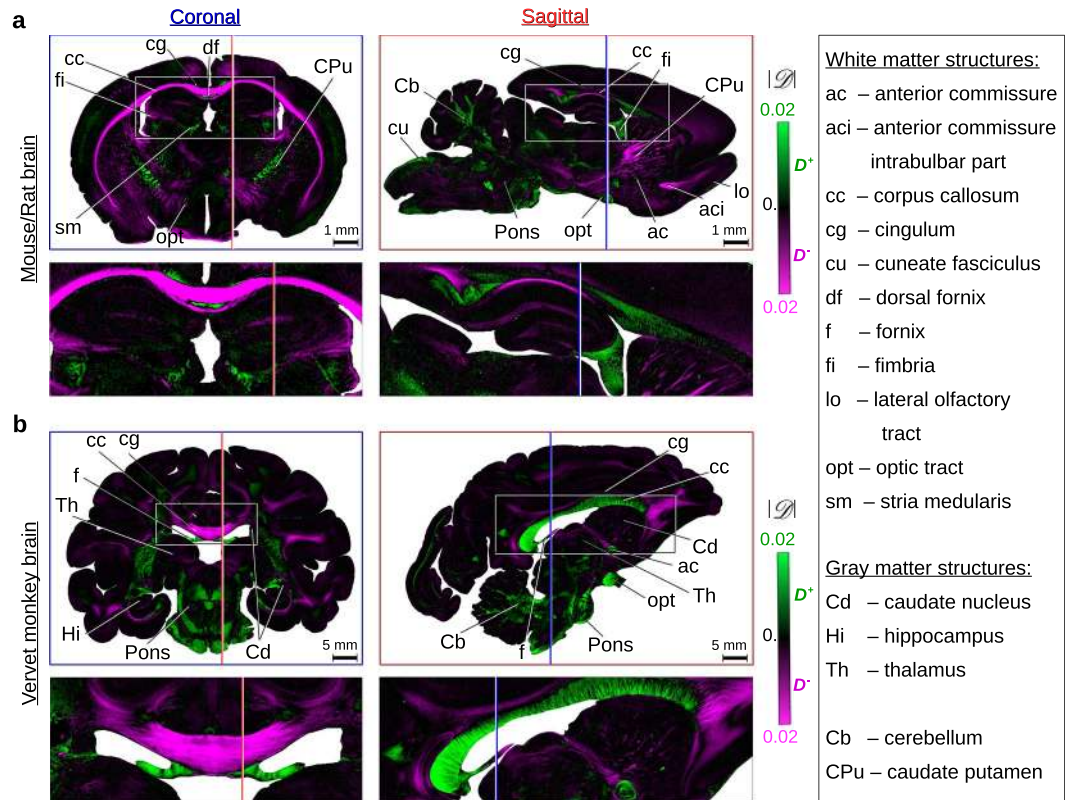 a
Coronal
Sagittal
Mouse/Rat brain
cg
df
cc
fi
CPu
sm
opt
1 mm
cg
cc
fi
Cb
CPu
cu
lo
aci
Pons
opt
ac
1 mm
|𝒟|
0.02
D+
0.
D-
0.02
b
Vervet monkey brain
cc
cg
f
Th
Hi
Pons
Cd
5 mm
cg
cc
Cd
ac
Th
opt
Cb
f
Pons
5 mm
|𝒟|
0.02
D+
0.
D-
0.02
White matter structures:
ac – anterior commissure
aci – anterior commissure
intrabulbar part
cc – corpus callosum
cg – cingulum
cu – cuneate fasciculus
df – dorsal fornix
f – fornix
fi – fimbria
lo – lateral olfactory
tract
opt – optic tract
sm – stria medularis
Gray matter structures:
Cd – caudate nucleus
Hi – hippocampus
Th – thalamus
Cb – cerebellum
CPu – caudate putamen